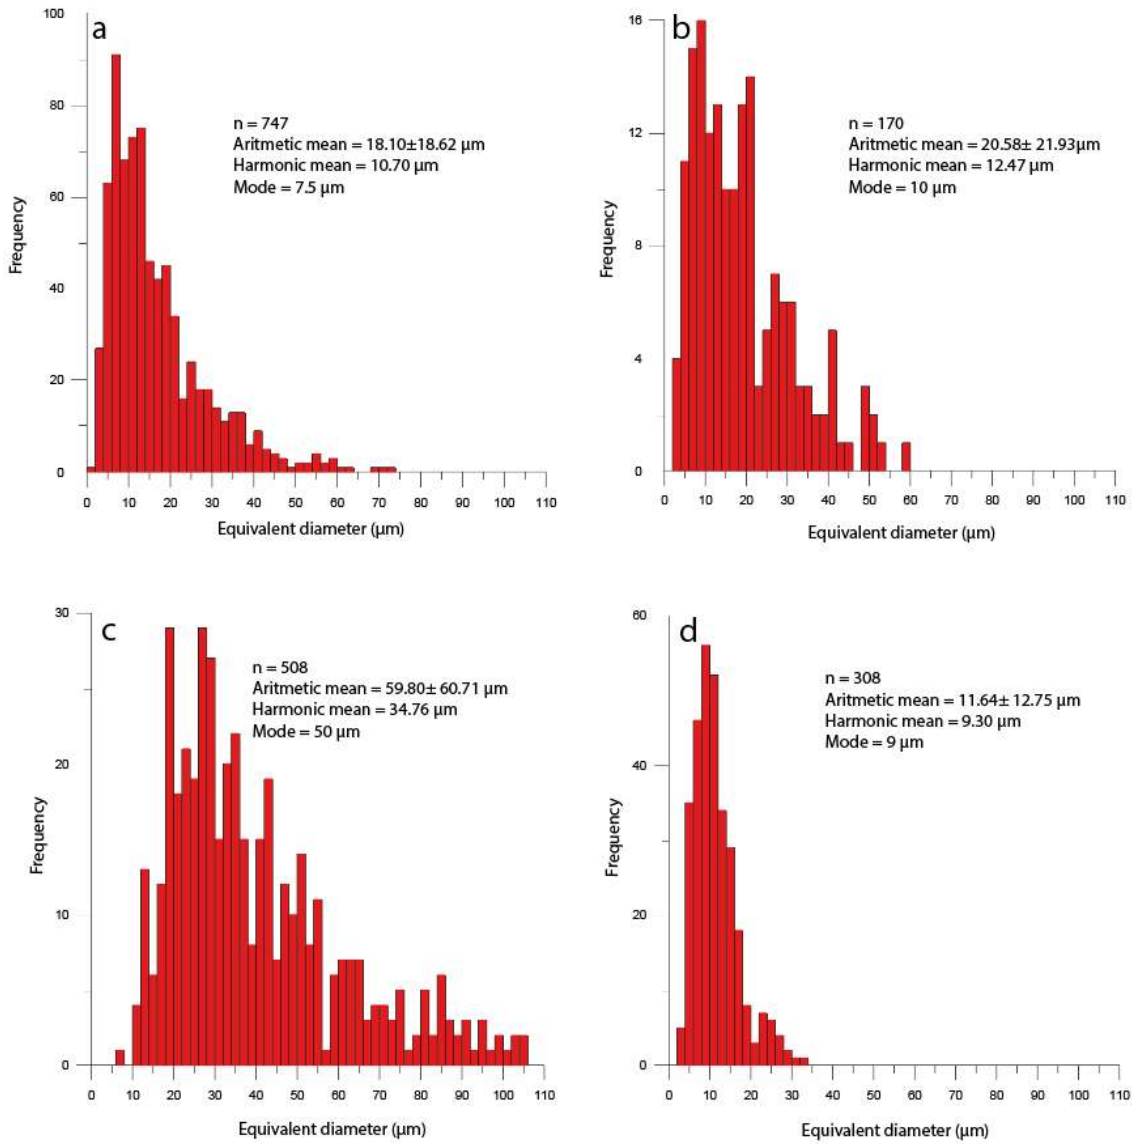 a
100
80
60
40
20
0
Frequency
n = 747
Aritmetic mean = 18.10±18.62 µm
Harmonic mean = 10.70 µm
Mode = 7.5 µm
0 10 20 30 40 50 60 70 80 90 100 110
Equivalent diameter (µm)
b
16
12
8
4
0
Frequency
n = 170
Aritmetic mean = 20.58± 21.93µm
Harmonic mean = 12.47 µm
Mode = 10 µm
0 10 20 30 40 50 60 70 80 90 100 110
Equivalent diameter (µm)
c
30
20
10
0
Frequency
n = 508
Aritmetic mean = 59.80± 60.71 µm
Harmonic mean = 34.76 µm
Mode = 50 µm
0 10 20 30 40 50 60 70 80 90 100 110
Equivalent diameter (µm)
d
60
40
20
0
Frequency
n = 308
Aritmetic mean = 11.64± 12.75 µm
Harmonic mean = 9.30 µm
Mode = 9 µm
0 10 20 30 40 50 60 70 80 90 100 110
Equivalent diameter (µm)